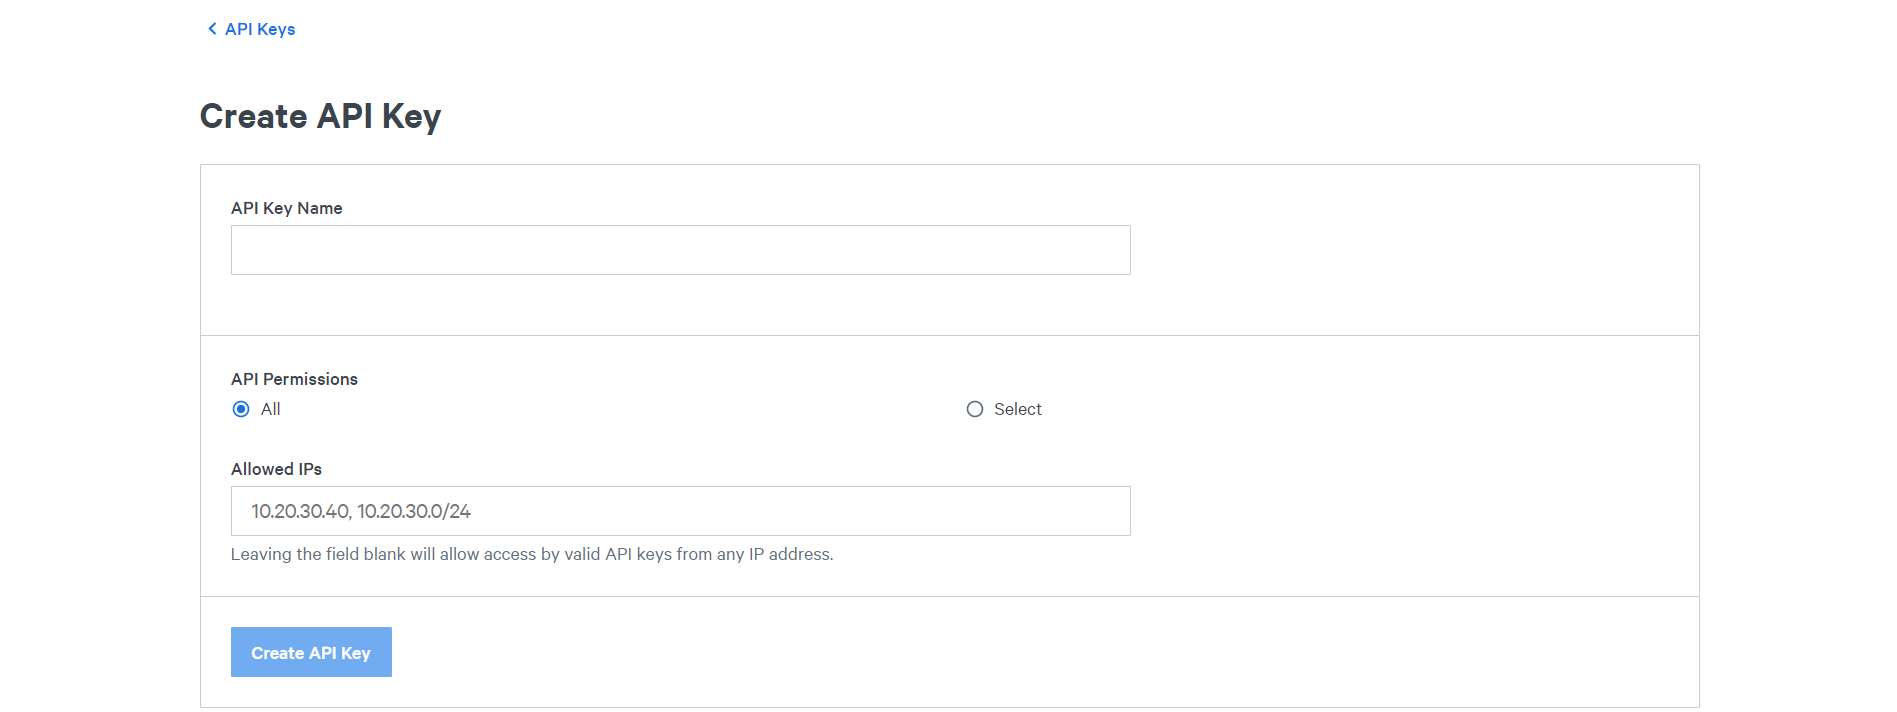 API Keys
Create API Key
API Key Name
API Permissions
All
Select
Allowed IPs
10.20.30.40, 10.20.30.0/24
Leaving the field blank will allow access by valid API keys from any IP address.
Create API Key